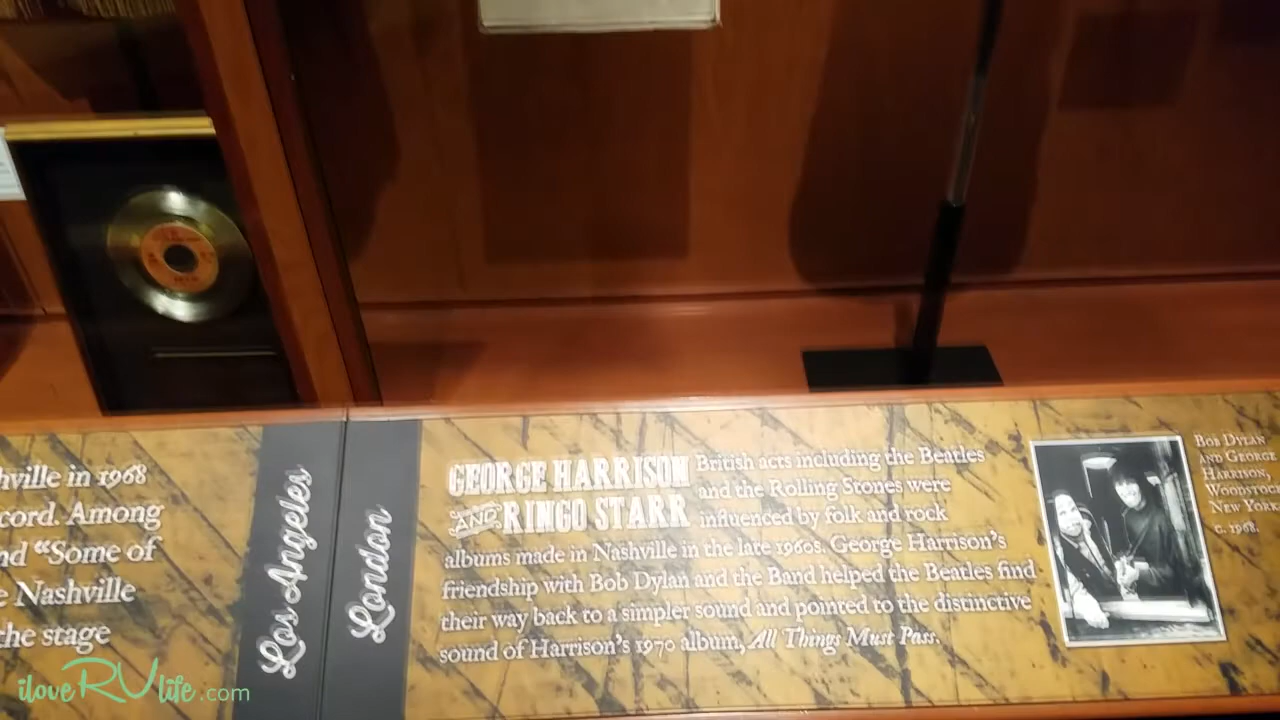 hville in 1968
cord. Among
nd “Some of
e Nashville
the stage
Los Angeles
London
GEORGE HARRISON
AND RINGO STARR
British acts including the Beatles
and the Rolling Stones were
influenced by folk and rock
albums made in Nashville in the late 1960s. George Harrison's
friendship with Bob Dylan and the Band helped the Beatles find
their way back to a simpler sound and pointed to the distinctive
sound of Harrison's 1970 album, All Things Must Pass.
Bob Dylan
and George
Harrison,
Woodstock
New York
c. 1968.
iloveRVlife.com